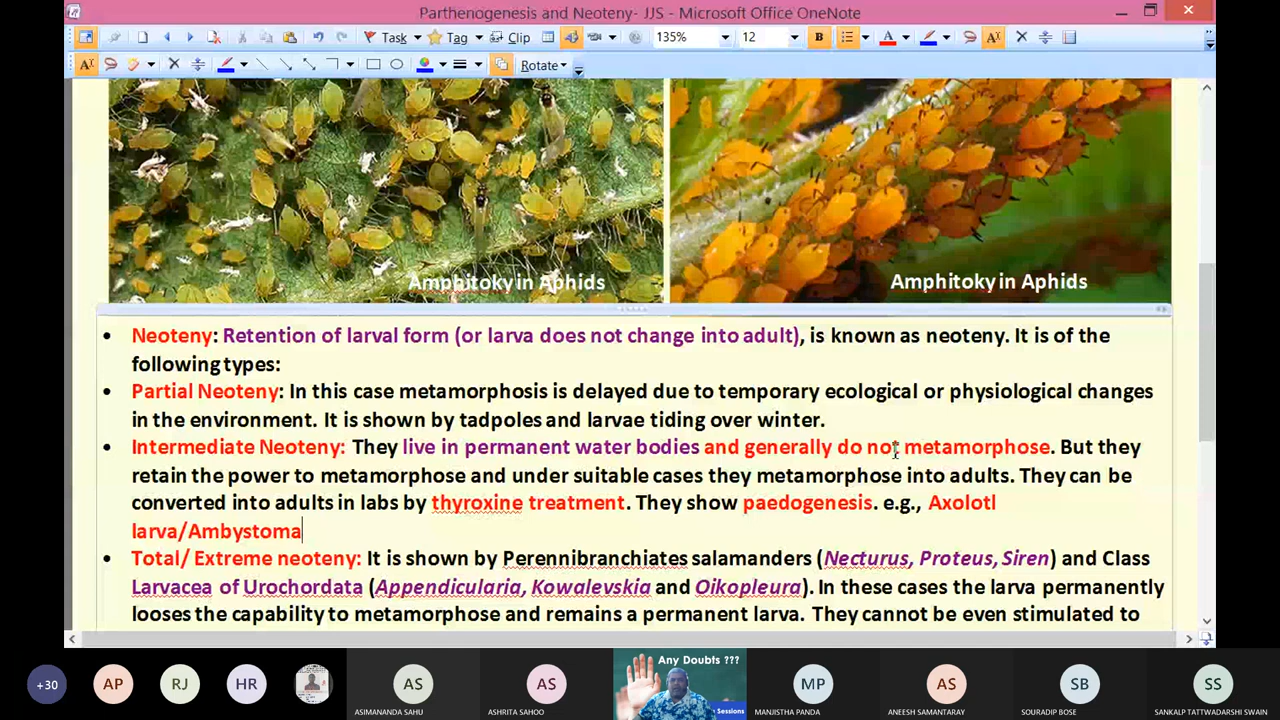 Parthenogenesis and Neoteny- JJS - Microsoft Office OneNote
Task Tag Clip 135% 12 B A
Rotate
Amphitoky in Aphids
Amphitoky in Aphids
• Neoteny: Retention of larval form (or larva does not change into adult), is known as neoteny. It is of the
following types:
• Partial Neoteny: In this case metamorphosis is delayed due to temporary ecological or physiological changes
in the environment. It is shown by tadpoles and larvae tiding over winter.
• Intermediate Neoteny: They live in permanent water bodies and generally do not metamorphose. But they
retain the power to metamorphose and under suitable cases they metamorphose into adults. They can be
converted into adults in labs by thyroxine treatment. They show paedogenesis. e.g., Axolotl
larva/Ambystoma
• Total/ Extreme neoteny: It is shown by Perennibranchiates salamanders (Necturus, Proteus, Siren) and Class
Larvacea of Urochordata (Appendicularia, Kowalevskia and Oikopleura). In these cases the larva permanently
looses the capability to metamorphose and remains a permanent larva. They cannot be even stimulated to
Any Doubts ???
Sessions
+30 AP RJ HR AS AS MP AS SB SS
ASIMANANDA SAHU ASHRITA SAHOO MANJISTHA PANDA ANEESH SAMANTARAY SOURADIP BOSE SANKALP TATTWADARSHI SWAIN